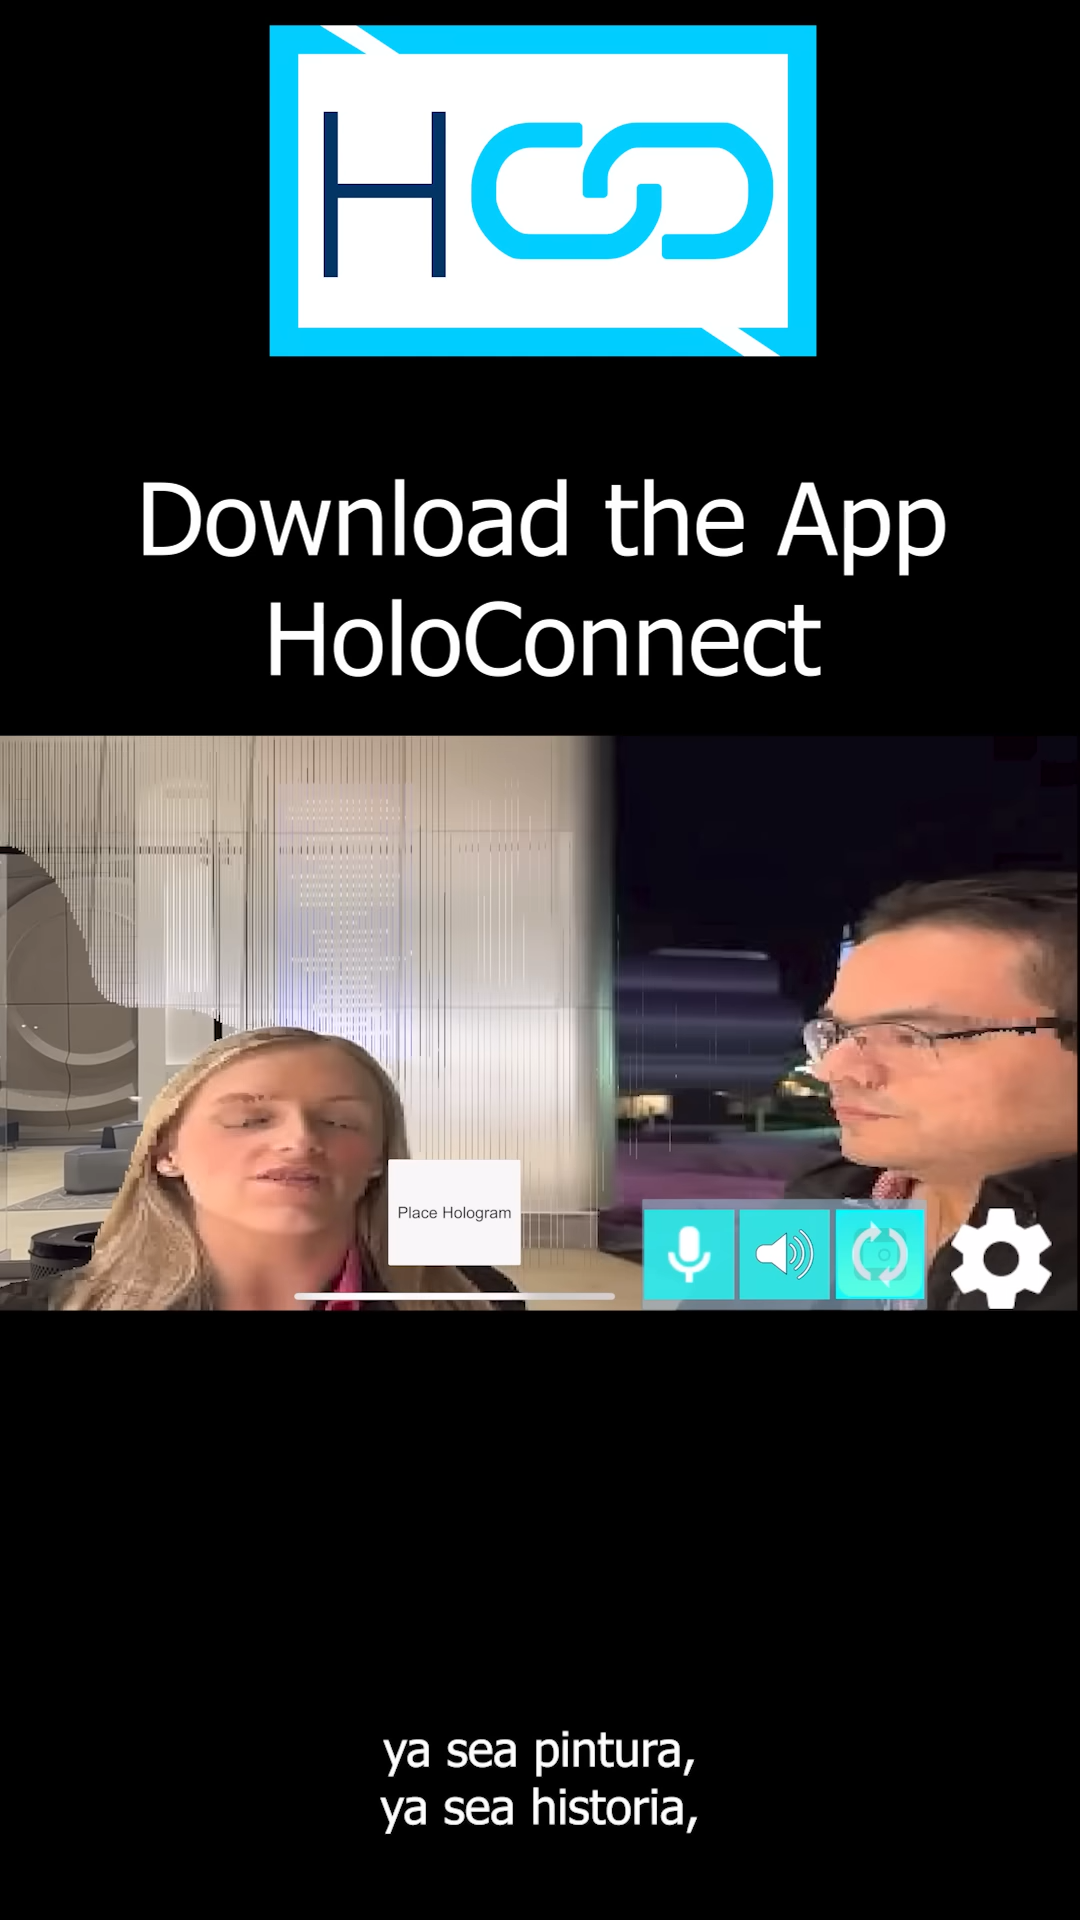 H
Download the App
HoloConnect
Place Hologram
ya sea pintura,
ya sea historia,